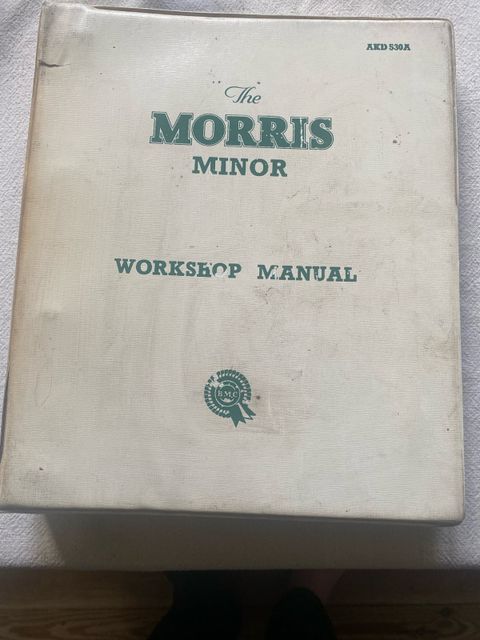 AKD 530A
The
MORRIS
MINOR
WORKSHOP MANUAL
B.M.C